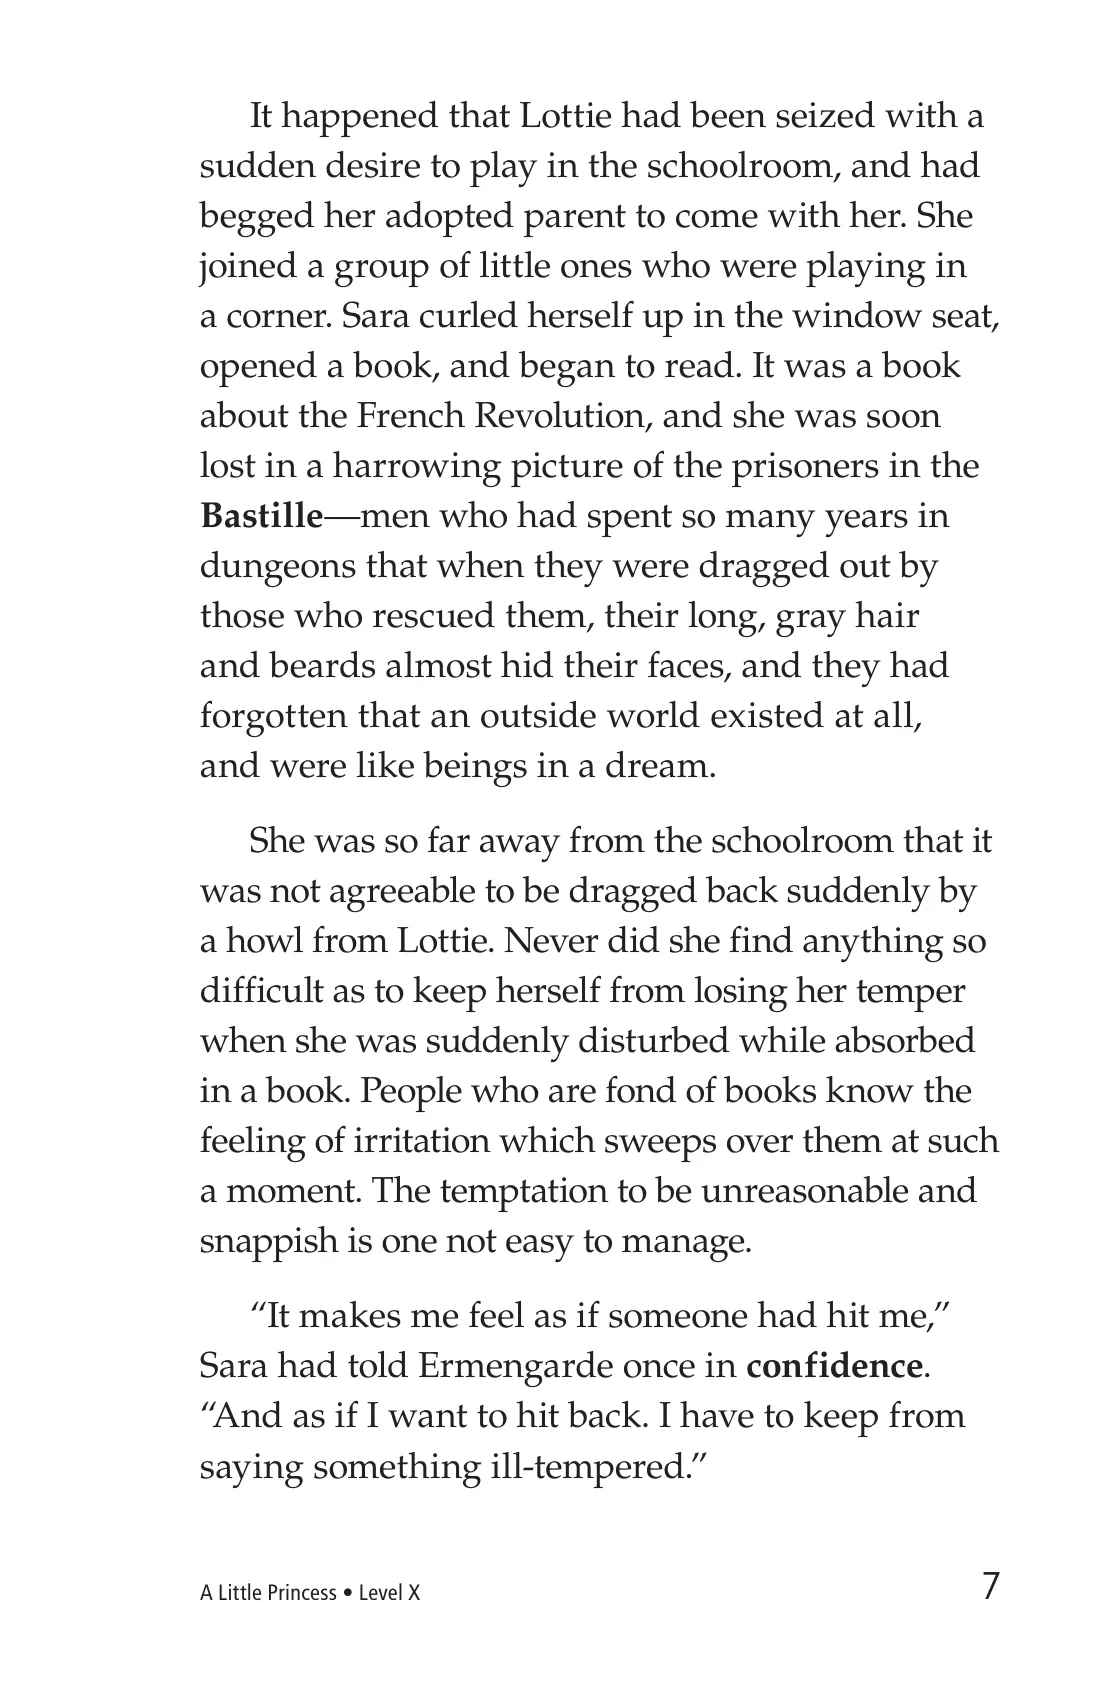 It happened that Lottie had been seized with a
sudden desire to play in the schoolroom, and had
begged her adopted parent to come with her. She
joined a group of little ones who were playing in
a corner. Sara curled herself up in the window seat,
opened a book, and began to read. It was a book
about the French Revolution, and she was soon
lost in a harrowing picture of the prisoners in the
Bastille—men who had spent so many years in
dungeons that when they were dragged out by
those who rescued them, their long, gray hair
and beards almost hid their faces, and they had
forgotten that an outside world existed at all,
and were like beings in a dream.
She was so far away from the schoolroom that it
was not agreeable to be dragged back suddenly by
a howl from Lottie. Never did she find anything so
difficult as to keep herself from losing her temper
when she was suddenly disturbed while absorbed
in a book. People who are fond of books know the
feeling of irritation which sweeps over them at such
a moment. The temptation to be unreasonable and
snappish is one not easy to manage.
“It makes me feel as if someone had hit me,”
Sara had told Ermengarde once in confidence.
“And as if I want to hit back. I have to keep from
saying something ill-tempered.”
A Little Princess • Level X
7